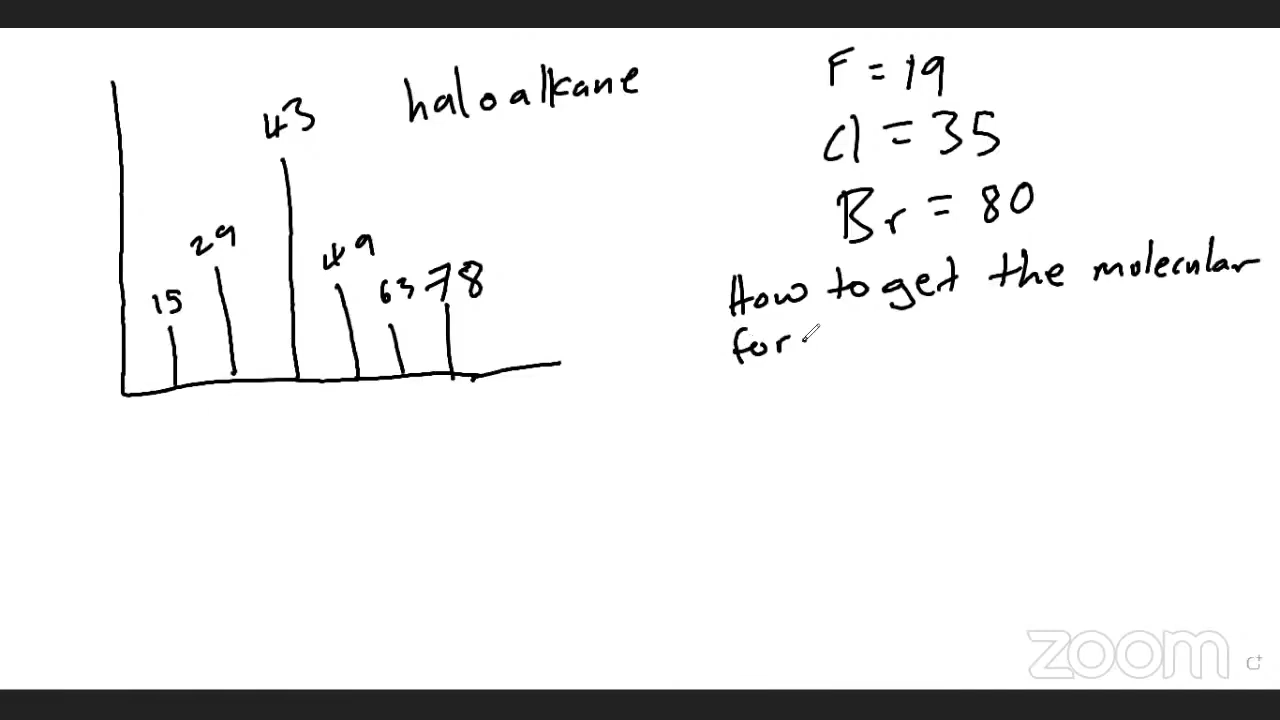 haloalkane
43
29
49
15
63
78
F = 19
Cl = 35
Br = 80
How to get the molecular
for
zoom